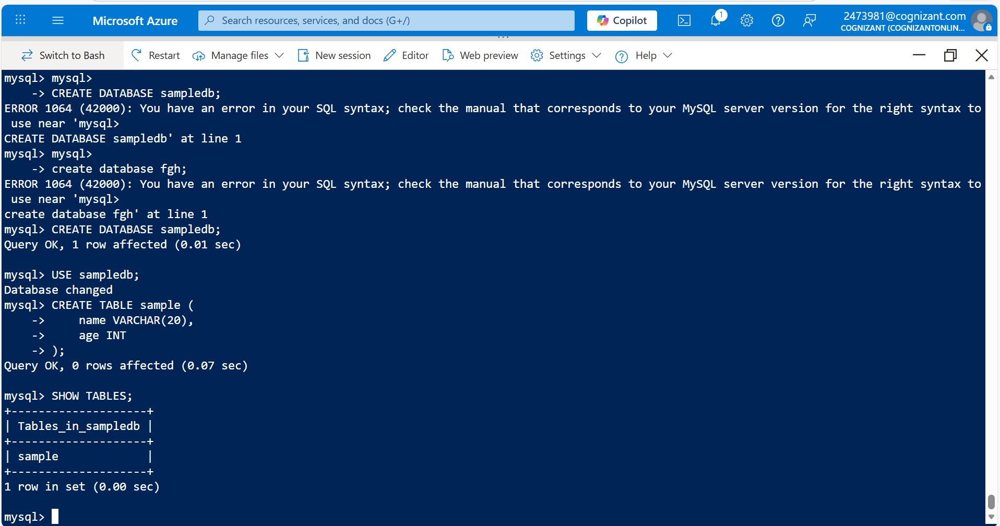 Microsoft Azure
Search resources, services, and docs (G+/)
Copilot
1
2473981@cognizant.com
COGNIZANT (COGNIZANTONLIN...
Switch to Bash
Restart
Manage files
New session
Editor
Web preview
Settings
Help
mysql> mysql>
    -> CREATE DATABASE sampledb;
ERROR 1064 (42000): You have an error in your SQL syntax; check the manual that corresponds to your MySQL server version for the right syntax to
 use near 'mysql>
CREATE DATABASE sampledb' at line 1
mysql> mysql>
    -> create database fgh;
ERROR 1064 (42000): You have an error in your SQL syntax; check the manual that corresponds to your MySQL server version for the right syntax to
 use near 'mysql>
create database fgh' at line 1
mysql> CREATE DATABASE sampledb;
Query OK, 1 row affected (0.01 sec)
mysql> USE sampledb;
Database changed
mysql> CREATE TABLE sample (
    ->     name VARCHAR(20),
    ->     age INT
    -> );
Query OK, 0 rows affected (0.07 sec)
mysql> SHOW TABLES;
+--------------------+
| Tables_in_sampledb |
+--------------------+
| sample             |
+--------------------+
1 row in set (0.00 sec)
mysql>